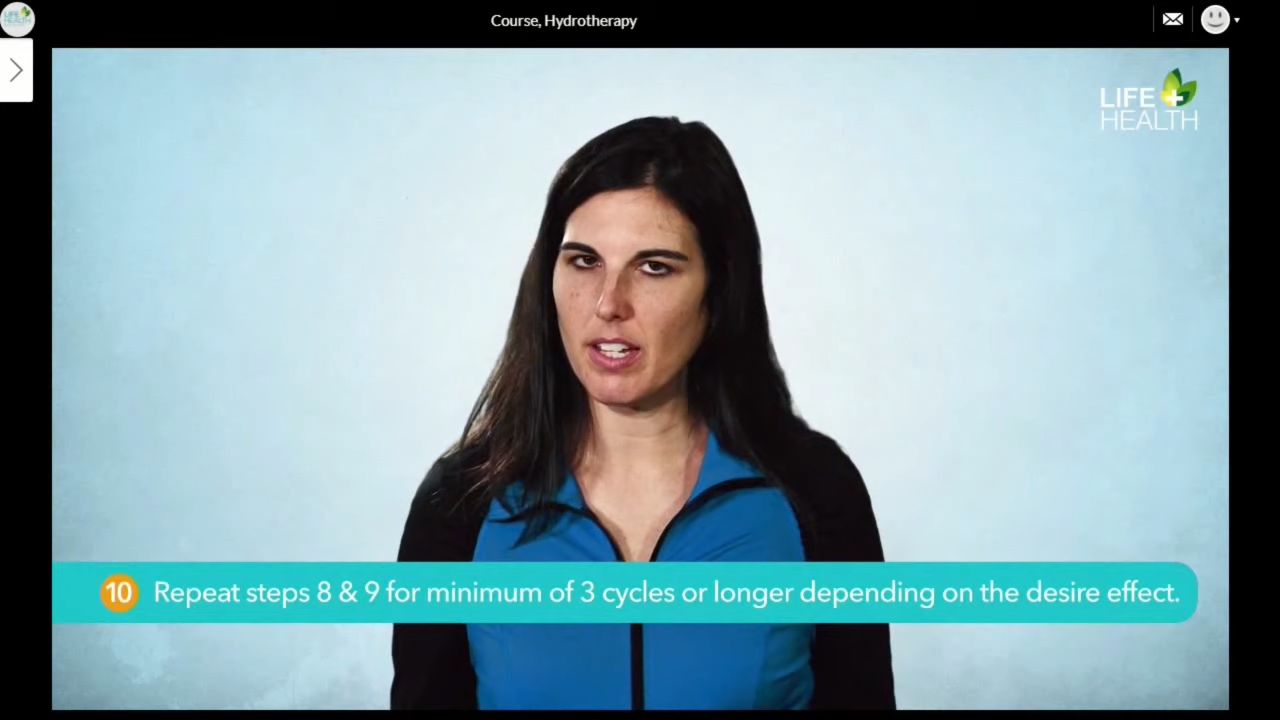 Course, Hydrotherapy
LIFE
HEALTH
10 Repeat steps 8 & 9 for minimum of 3 cycles or longer depending on the desire effect.